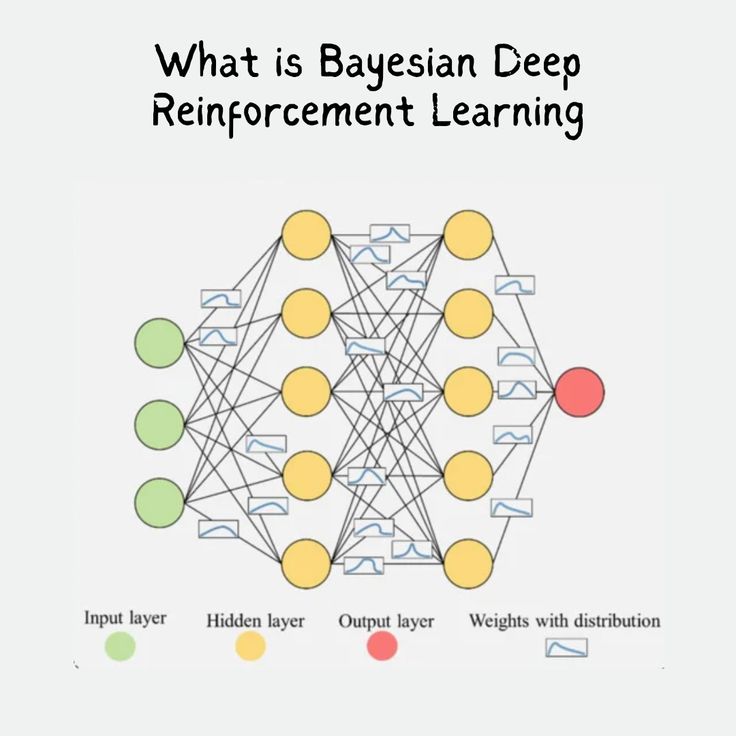 What is Bayesian Deep
Reinforcement Learning
Input layer
Hidden layer
Output layer
Weights with distribution